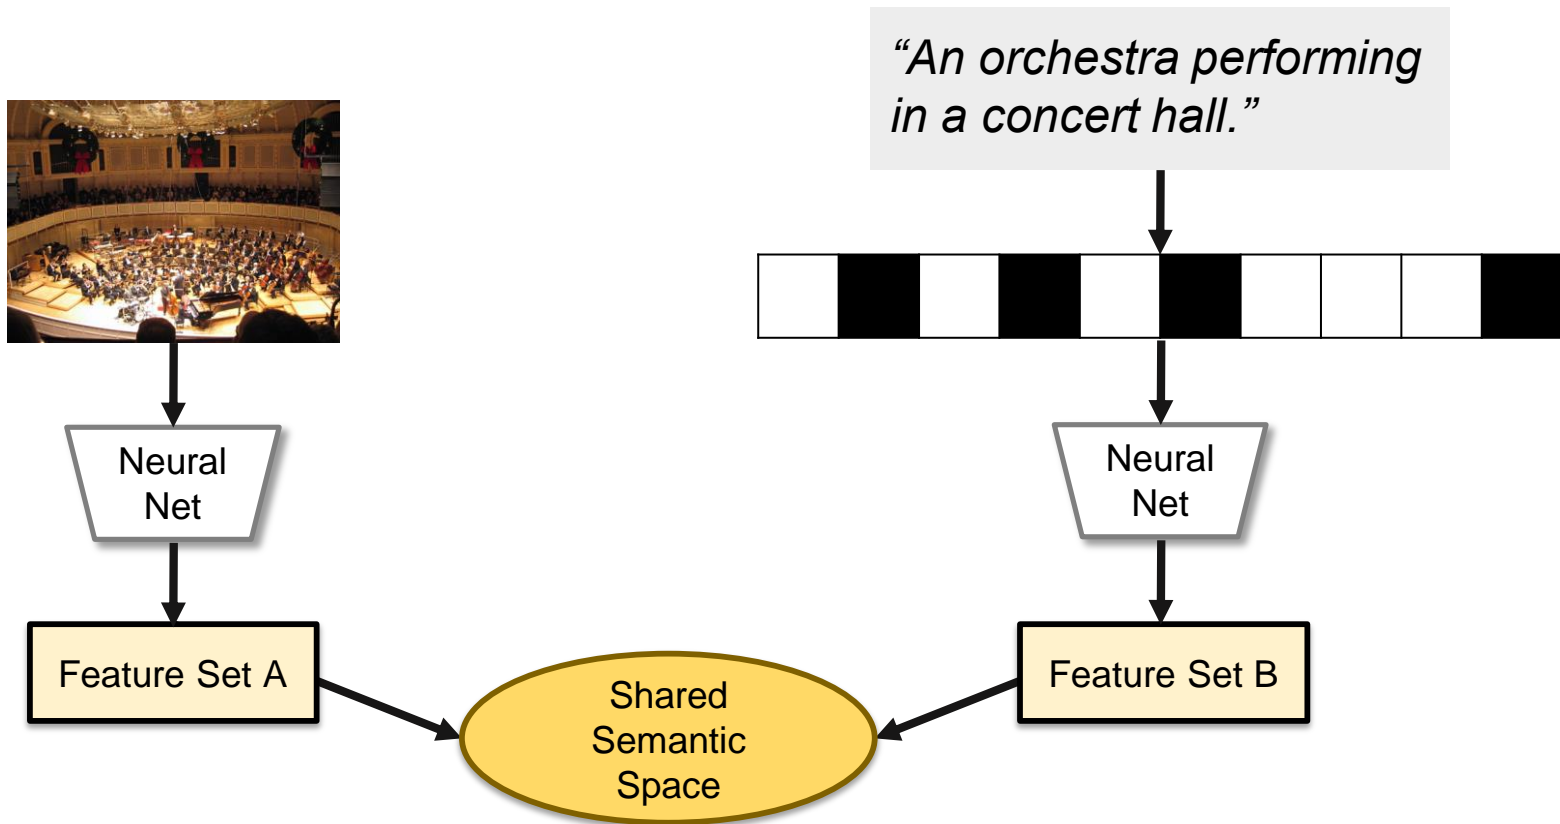 “An orchestra performing
in a concert hall.”
Neural
Net
Neural
Net
Feature Set A
Feature Set B
Shared
Semantic
Space